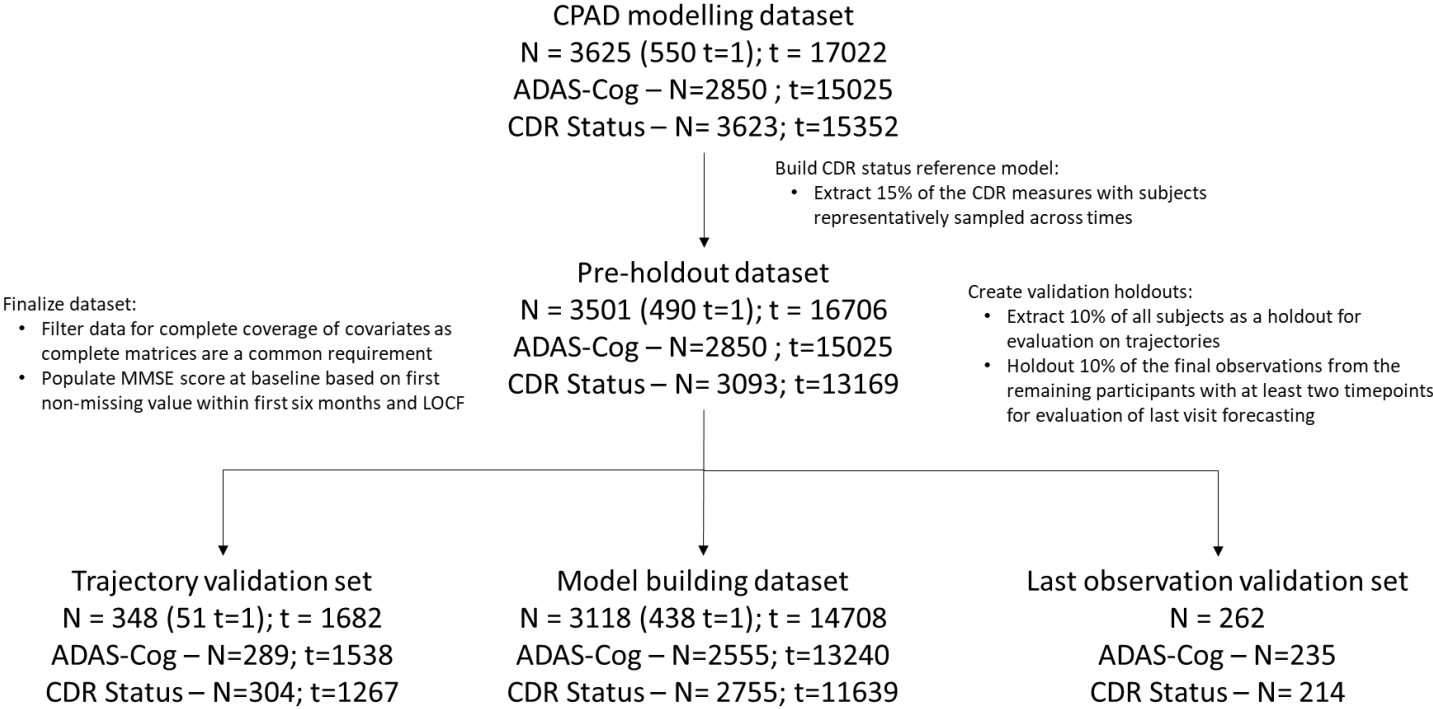 CPAD modelling dataset
N = 3625 (550 t=1); t = 17022
ADAS-Cog – N=2850 ; t=15025
CDR Status – N= 3623; t=15352
Build CDR status reference model:
• Extract 15% of the CDR measures with subjects
representatively sampled across times
Pre-holdout dataset
N = 3501 (490 t=1); t = 16706
ADAS-Cog – N=2850 ; t=15025
CDR Status – N= 3093; t=13169
Finalize dataset:
• Filter data for complete coverage of covariates as
complete matrices are a common requirement
• Populate MMSE score at baseline based on first
non-missing value within first six months and LOCF
Create validation holdouts:
• Extract 10% of all subjects as a holdout for
evaluation on trajectories
• Holdout 10% of the final observations from the
remaining participants with at least two timepoints
for evaluation of last visit forecasting
Trajectory validation set
N = 348 (51 t=1); t = 1682
ADAS-Cog – N=289; t=1538
CDR Status – N=304; t=1267
Model building dataset
N = 3118 (438 t=1); t = 14708
ADAS-Cog – N=2555; t=13240
CDR Status – N= 2755; t=11639
Last observation validation set
N = 262
ADAS-Cog – N=235
CDR Status – N= 214